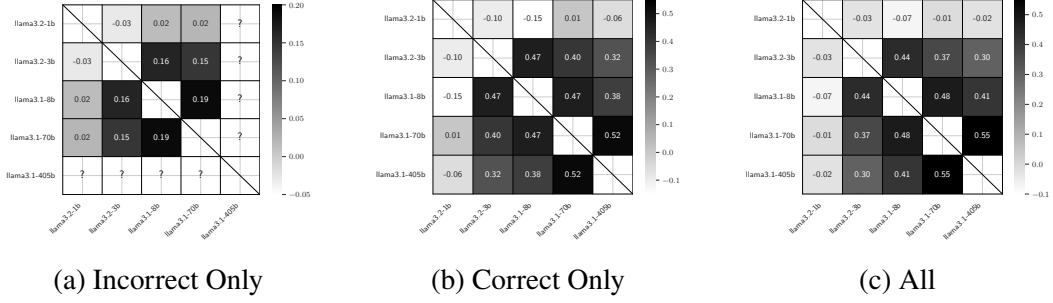 llama3.2-1b -0.03 0.02 0.02 ?
llama3.2-3b -0.03 0.16 0.15 ?
llama3.1-8b 0.02 0.16 0.19 ?
llama3.1-70b 0.02 0.15 0.19 ?
llama3.1-405b ? ? ? ?
llama3.2-1b llama3.2-3b llama3.1-8b llama3.1-70b llama3.1-405b
0.20
0.15
0.10
0.05
0.00
−0.05
(a) Incorrect Only
llama3.2-1b -0.10 -0.15 0.01 -0.06
llama3.2-3b -0.10 0.47 0.40 0.32
llama3.1-8b -0.15 0.47 0.47 0.38
llama3.1-70b 0.01 0.40 0.47 0.52
llama3.1-405b -0.06 0.32 0.38 0.52
llama3.2-1b llama3.2-3b llama3.1-8b llama3.1-70b llama3.1-405b
0.5
0.4
0.3
0.2
0.1
0.0
−0.1
(b) Correct Only
llama3.2-1b -0.03 -0.07 -0.01 -0.02
llama3.2-3b -0.03 0.44 0.37 0.30
llama3.1-8b -0.07 0.44 0.48 0.41
llama3.1-70b -0.01 0.37 0.48 0.55
llama3.1-405b -0.02 0.30 0.41 0.55
llama3.2-1b llama3.2-3b llama3.1-8b llama3.1-70b llama3.1-405b
0.5
0.4
0.3
0.2
0.1
0.0
−0.1
(c) All